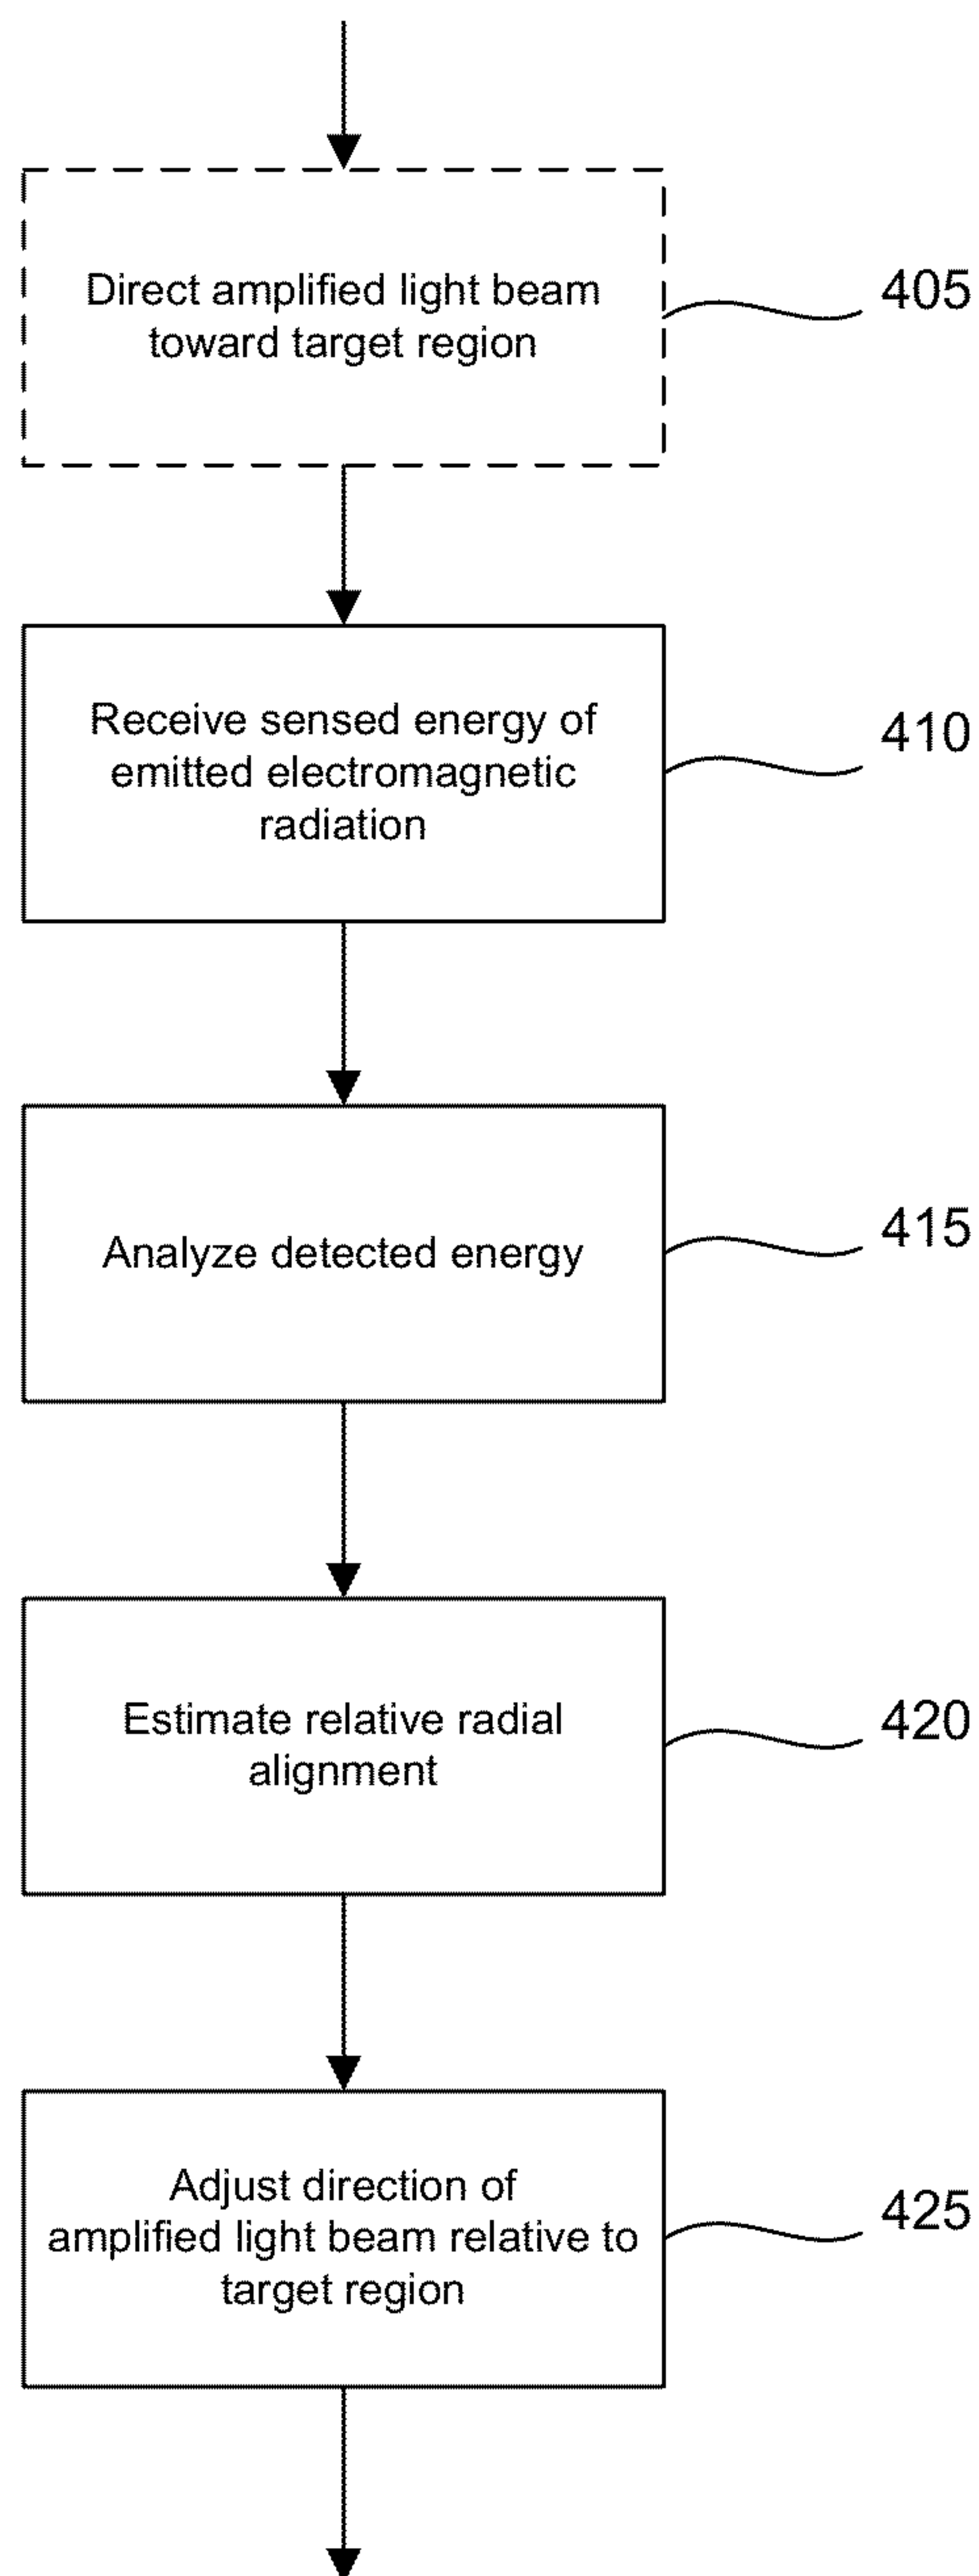 Direct amplified light beam
toward target region
405
Receive sensed energy of
emitted electromagnetic
radiation
410
Analyze detected energy
415
Estimate relative radial
alignment
420
Adjust direction of
amplified light beam relative to
target region
425